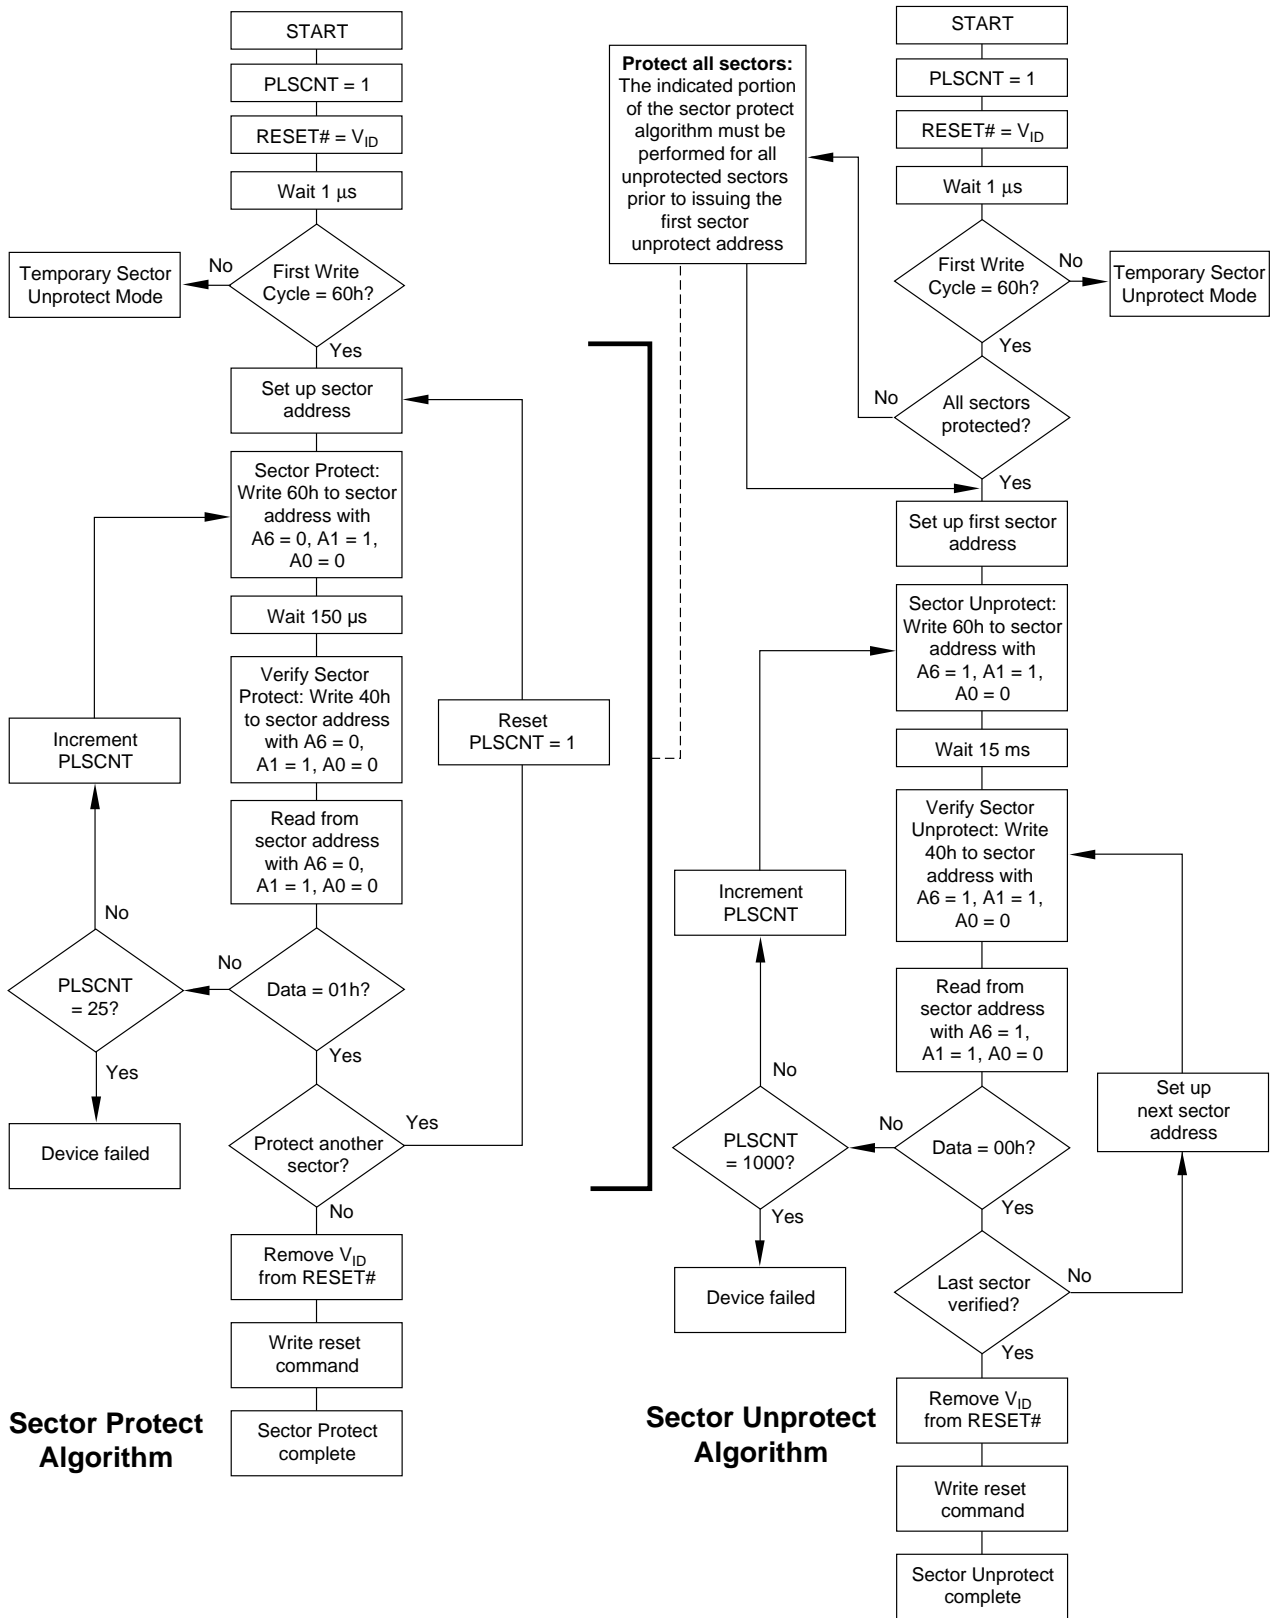 START
PLSCNT = 1
RESET# = VID
Wait 1 μs
First Write
Cycle = 60h?
No
Temporary Sector
Unprotect Mode
Yes
Set up sector
address
Sector Protect:
Write 60h to sector
address with
A6 = 0, A1 = 1,
A0 = 0
Wait 150 µs
Verify Sector
Protect: Write 40h
to sector address
with A6 = 0,
A1 = 1, A0 = 0
Read from
sector address
with A6 = 0,
A1 = 1, A0 = 0
Data = 01h?
No
PLSCNT
= 25?
No
Increment
PLSCNT
Yes
Device failed
Yes
Protect another
sector?
Yes
Reset
PLSCNT = 1
No
Remove VID
from RESET#
Write reset
command
Sector Protect
complete
Sector Protect
Algorithm
Protect all sectors:
The indicated portion
of the sector protect
algorithm must be
performed for all
unprotected sectors
prior to issuing the
first sector
unprotect address
START
PLSCNT = 1
RESET# = VID
Wait 1 μs
First Write
Cycle = 60h?
No
Temporary Sector
Unprotect Mode
Yes
All sectors
protected?
No
Yes
Set up first sector
address
Sector Unprotect:
Write 60h to sector
address with
A6 = 1, A1 = 1,
A0 = 0
Wait 15 ms
Verify Sector
Unprotect: Write
40h to sector
address with
A6 = 1, A1 = 1,
A0 = 0
Read from
sector address
with A6 = 1,
A1 = 1, A0 = 0
Data = 00h?
No
PLSCNT
= 1000?
No
Increment
PLSCNT
Yes
Device failed
Yes
Last sector
verified?
No
Set up
next sector
address
Yes
Remove VID
from RESET#
Write reset
command
Sector Unprotect
complete
Sector Unprotect
Algorithm